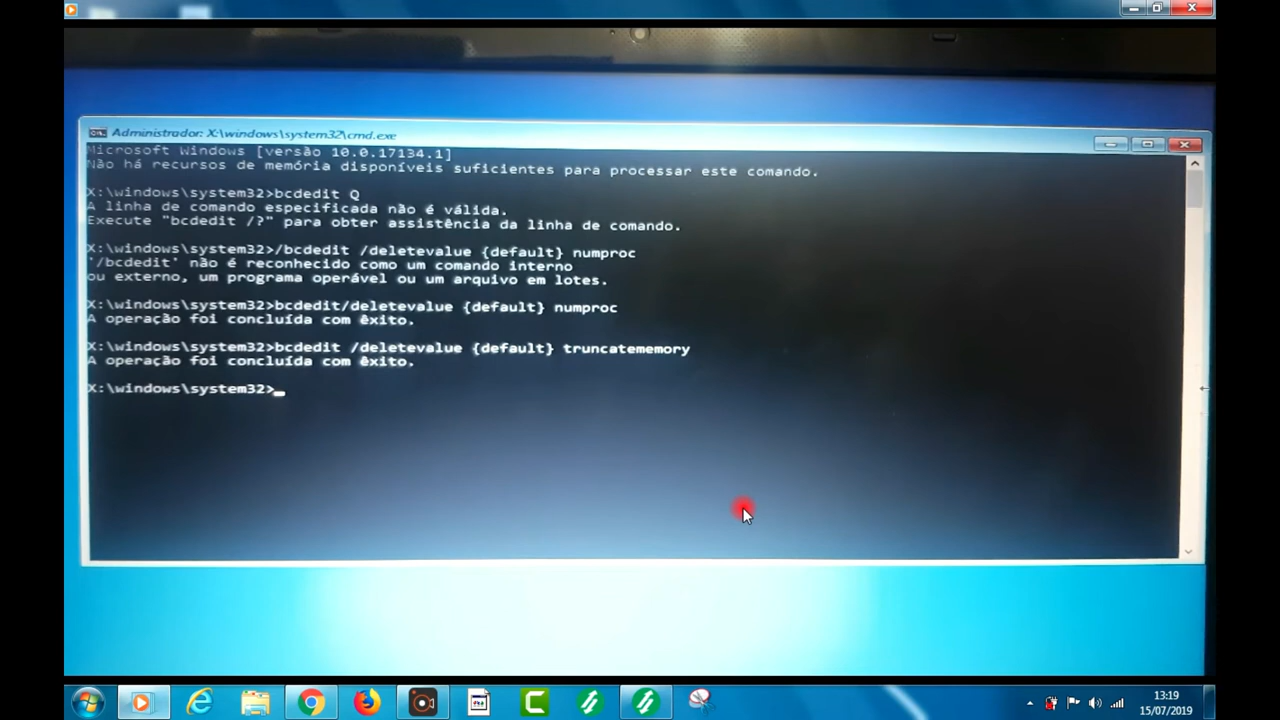 Administrador: X:\windows\system32\cmd.exe
Microsoft Windows [versão 10.0.17134.1]
Não há recursos de memória disponíveis suficientes para processar este comando.
X:\windows\system32>bcdedit Q
A linha de comando especificada não é válida.
Execute "bcdedit /?" para obter assistência da linha de comando.
X:\windows\system32>/bcdedit /deletevalue {default} numproc
'/bcdedit' não é reconhecido como um comando interno
ou externo, um programa operável ou um arquivo em lotes.
X:\windows\system32>bcdedit/deletevalue {default} numproc
A operação foi concluída com êxito.
X:\windows\system32>bcdedit /deletevalue {default} truncatememory
A operação foi concluída com êxito.
X:\windows\system32>
13:19
15/07/2019